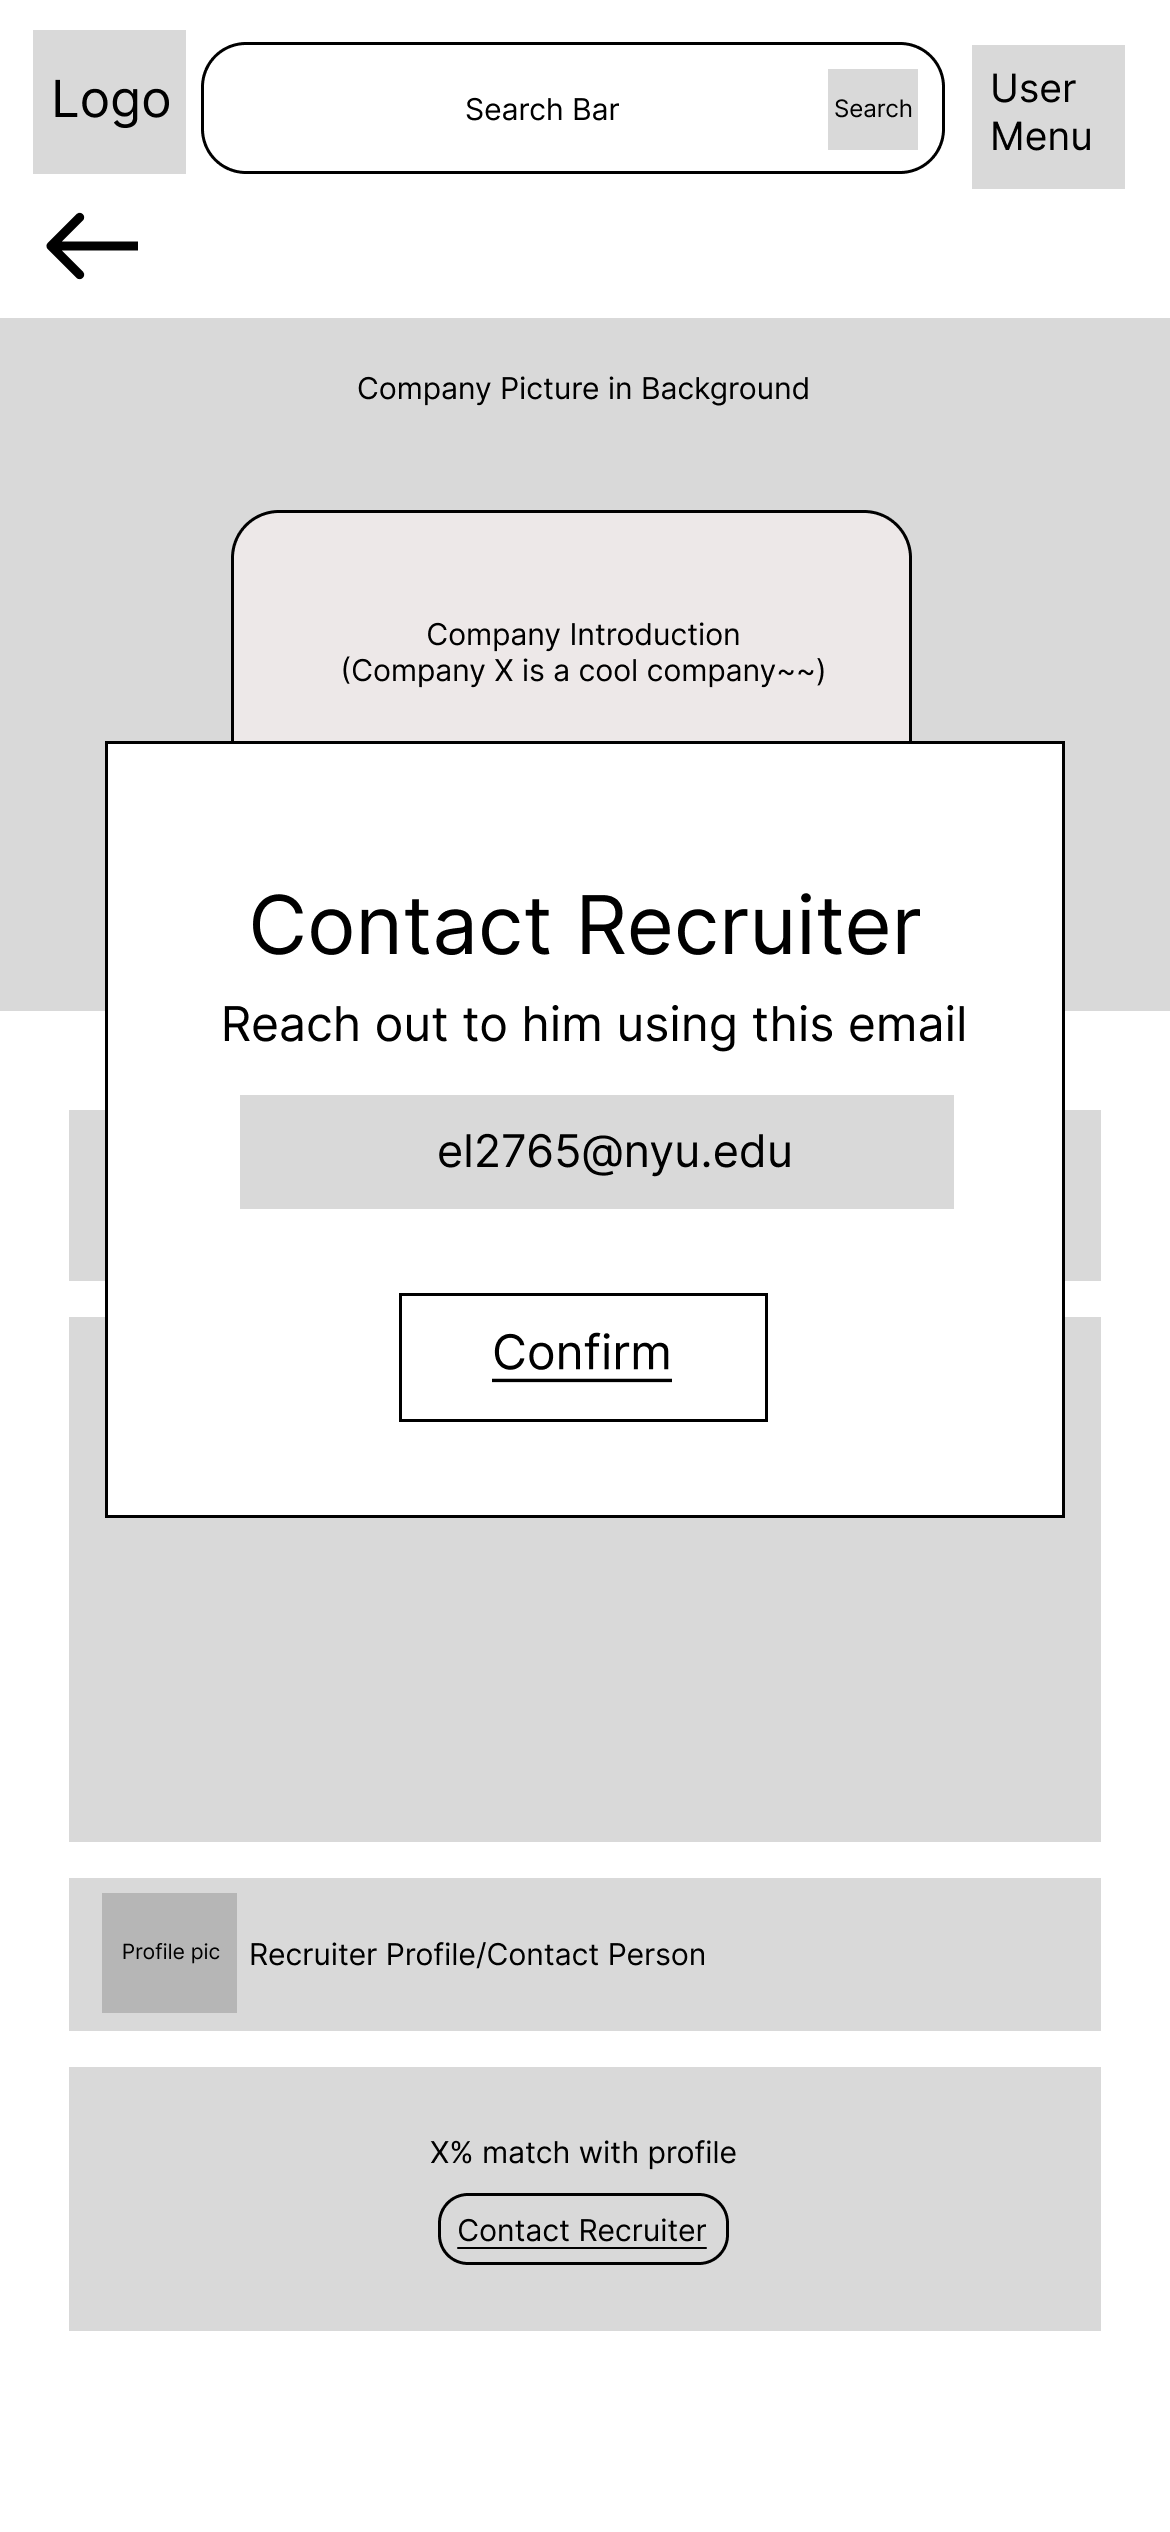 Logo
Search Bar
Search
User
Menu
Company Picture in Background
Company Introduction
(Company X is a cool company~~)
Contact Recruiter
Reach out to him using this email
el2765@nyu.edu
Confirm
Profile pic
Recruiter Profile/Contact Person
X% match with profile
Contact Recruiter